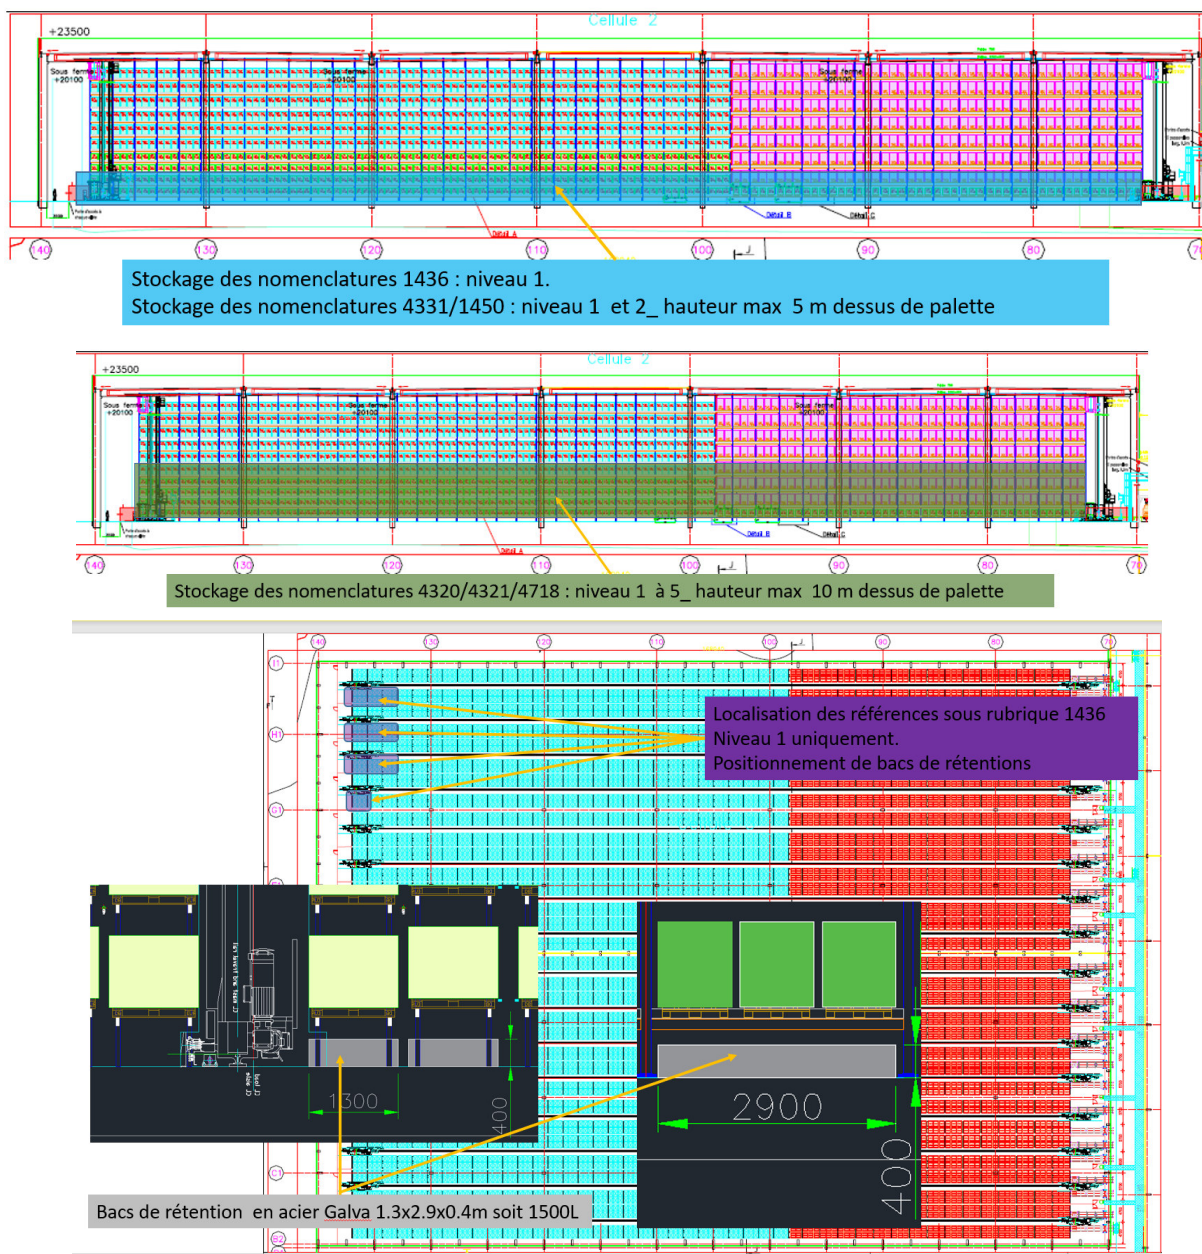 Cellule 2
+23500
Sous ferme
+20100
Sous ferme
+20100
Sous ferme
+20100
Détail A
Détail B
Détail C
140
130
120
110
100
J
90
80
70
Stockage des nomenclatures 1436 : niveau 1.
Stockage des nomenclatures 4331/1450 : niveau 1 et 2_ hauteur max 5 m dessus de palette
Cellule 2
+23500
Sous ferme
+20100
Sous ferme
+20100
Sous ferme
+20100
Détail A
Détail B
Détail C
140
130
120
110
100
J
90
80
70
Stockage des nomenclatures 4320/4321/4718 : niveau 1 à 5_ hauteur max 10 m dessus de palette
140
130
120
110
100
J
90
80
70
I1
T
H1
G1
Localisation des références sous rubrique 1436
Niveau 1 uniquement.
Positionnement de bacs de rétentions
1300
400
2900
400
C1
B2
Bacs de rétention en acier Galva 1.3x2.9x0.4m soit 1500L